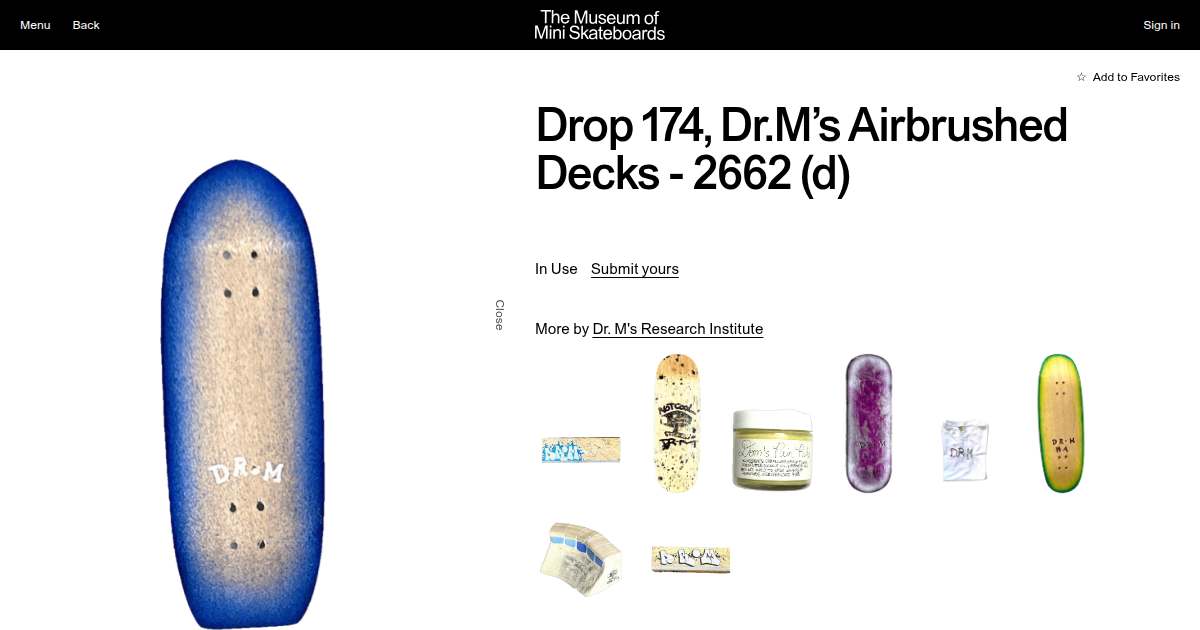 Menu
Back
The Museum of
Mini Skateboards
Sign in
☆ Add to Favorites
Drop 174, Dr.M’s Airbrushed
Decks - 2662 (d)
In Use
Submit yours
Close
More by Dr. M's Research Institute
DR•M
NOT COOL
DR.M
DRM
DR.M